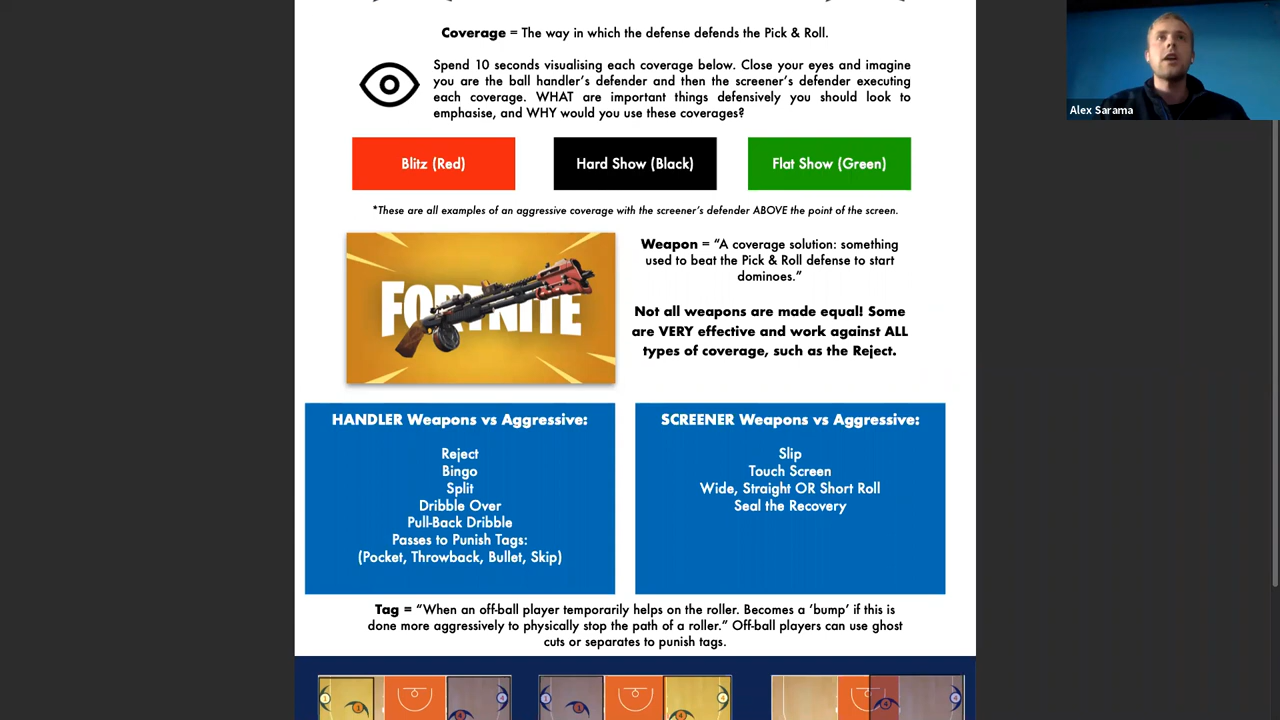 Coverage = The way in which the defense defends the Pick & Roll.
Spend 10 seconds visualising each coverage below. Close your eyes and imagine
you are the ball handler's defender and then the screener's defender executing
each coverage. WHAT are important things defensively you should look to
emphasise, and WHY would you use these coverages?
Alex Sarama
Blitz (Red)
Hard Show (Black)
Flat Show (Green)
*These are all examples of an aggressive coverage with the screener's defender ABOVE the point of the screen.
FORTNITE
Weapon = “A coverage solution: something
used to beat the Pick & Roll defense to start
dominoes.”
Not all weapons are made equal! Some
are VERY effective and work against ALL
types of coverage, such as the Reject.
HANDLER Weapons vs Aggressive:
Reject
Bingo
Split
Dribble Over
Pull-Back Dribble
Passes to Punish Tags:
(Pocket, Throwback, Bullet, Skip)
SCREENER Weapons vs Aggressive:
Slip
Touch Screen
Wide, Straight OR Short Roll
Seal the Recovery
Tag = “When an off-ball player temporarily helps on the roller. Becomes a ‘bump’ if this is
done more aggressively to physically stop the path of a roller.” Off-ball players can use ghost
cuts or separates to punish tags.